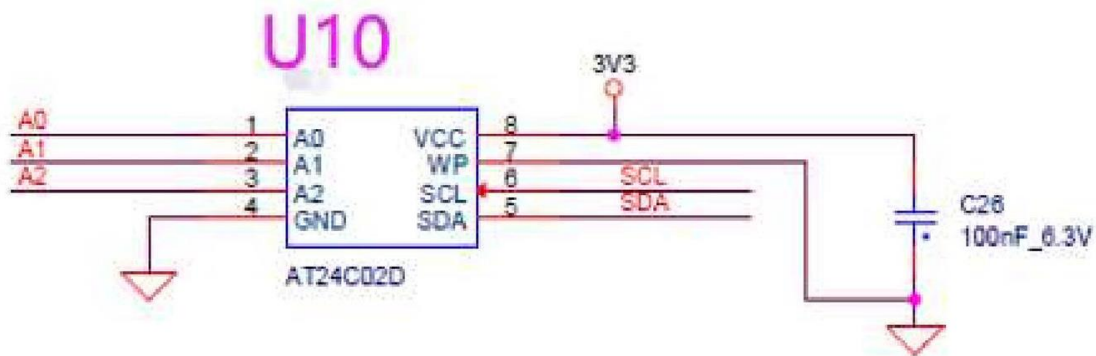 U10
3V3
A0 1 A0 VCC 8
A1 2 A1 WP 7
A2 3 A2 SCL 6 SCL
4 GND SDA 5 SDA
C26
100nF_6.3V
AT24C02D